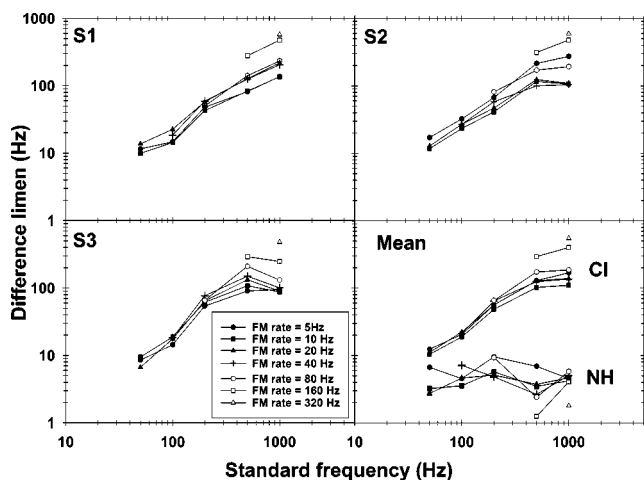 1000
S1
S2
100
10
1
Difference limen (Hz)
1000
S3
Mean
CI
100
10
NH
1
FM rate = 5Hz
FM rate = 10 Hz
FM rate = 20 Hz
FM rate = 40 Hz
FM rate = 80 Hz
FM rate = 160 Hz
FM rate = 320 Hz
10 100 1000 10 100 1000
Standard frequency (Hz)